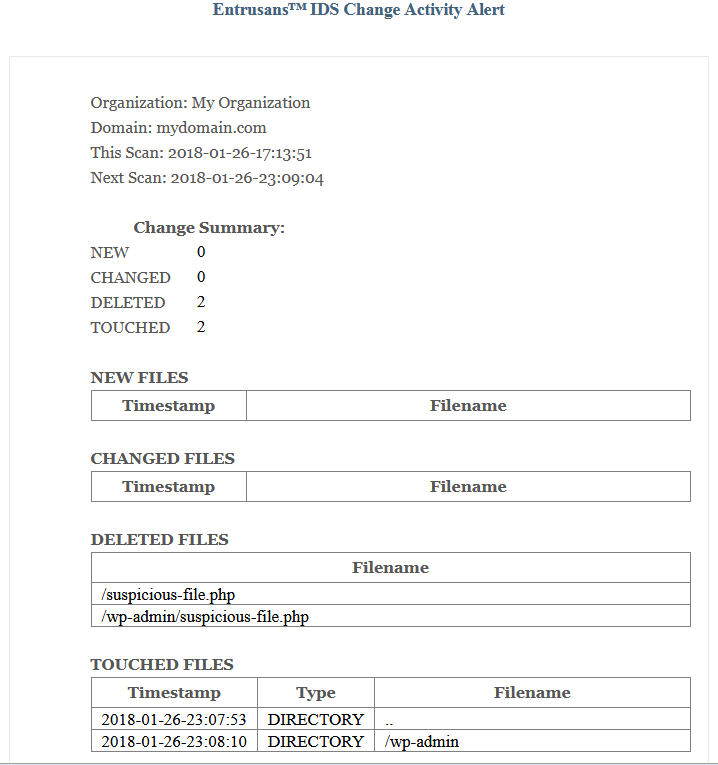 Entrusans™ IDS Change Activity Alert
Organization: My Organization
Domain: mydomain.com
This Scan: 2018-01-26-17:13:51
Next Scan: 2018-01-26-23:09:04
Change Summary:
NEW 0
CHANGED 0
DELETED 2
TOUCHED 2
NEW FILES
Timestamp Filename
CHANGED FILES
Timestamp Filename
DELETED FILES
Filename
/suspicious-file.php
/wp-admin/suspicious-file.php
TOUCHED FILES
Timestamp Type Filename
2018-01-26-23:07:53 DIRECTORY ..
2018-01-26-23:08:10 DIRECTORY /wp-admin